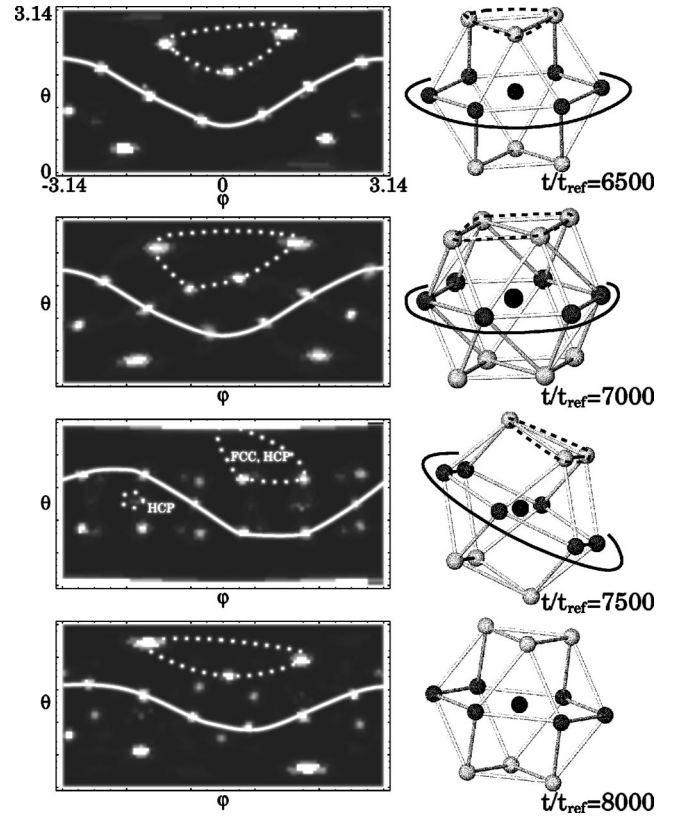 3.14
θ
0
-3.14 0 3.14
φ
t/t_ref=6500
θ
φ
t/t_ref=7000
FCC, HCP
HCP
θ
φ
t/t_ref=7500
θ
φ
t/t_ref=8000